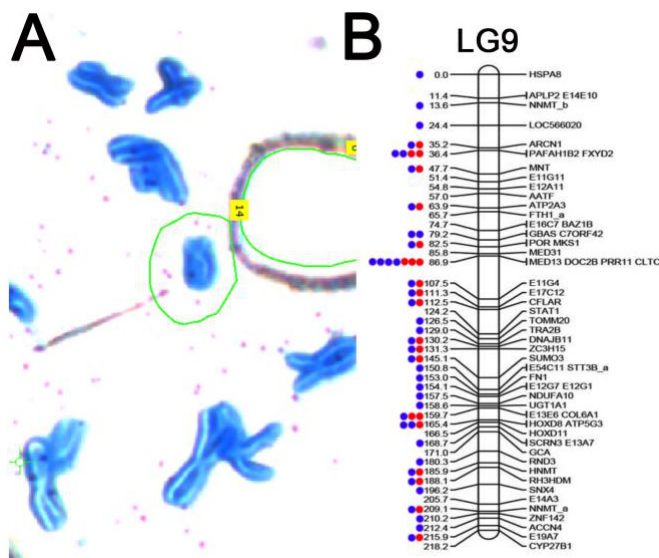 A
14
B
LG9
0.0 HSPA8
11.4 APLP2 E14E10
13.6 NNMT_b
24.4 LOC566020
35.2 ARCN1
36.4 PAFAH1B2 FXYD2
47.7 MNT
51.4 E11G11
54.8 E12A11
57.0 AATF
63.9 ATP2A3
65.7 FTH1_a
74.7 E16C7 BAZ1B
79.2 GBAS C7ORF42
82.5 POR MKS1
85.8 MED31
86.9 MED13 DOC2B PRR11 CLTC
107.5 E11G4
111.3 E17C12
112.5 CFLAR
124.2 STAT1
126.5 TOMM20
129.0 TRA2B
130.2 DNAJB11
131.3 ZC3H15
145.1 SUMO3
150.8 E54C11 STT3B_a
153.0 FN1
154.1 E12G7 E12G1
157.5 NDUFA10
158.6 UGT1A1
159.7 E13E6 COL6A1
165.4 HOXD8 ATP5G3
166.5 HOXD11
168.7 SCRN3 E13A7
171.0 GCA
180.3 RND3
185.9 HNMT
188.1 RH3HDM
196.2 SNX4
205.7 E14A3
209.1 NNMT_a
210.2 ZNF142
212.4 ACCN4
215.9 E19A7
218.2 CYP27B1